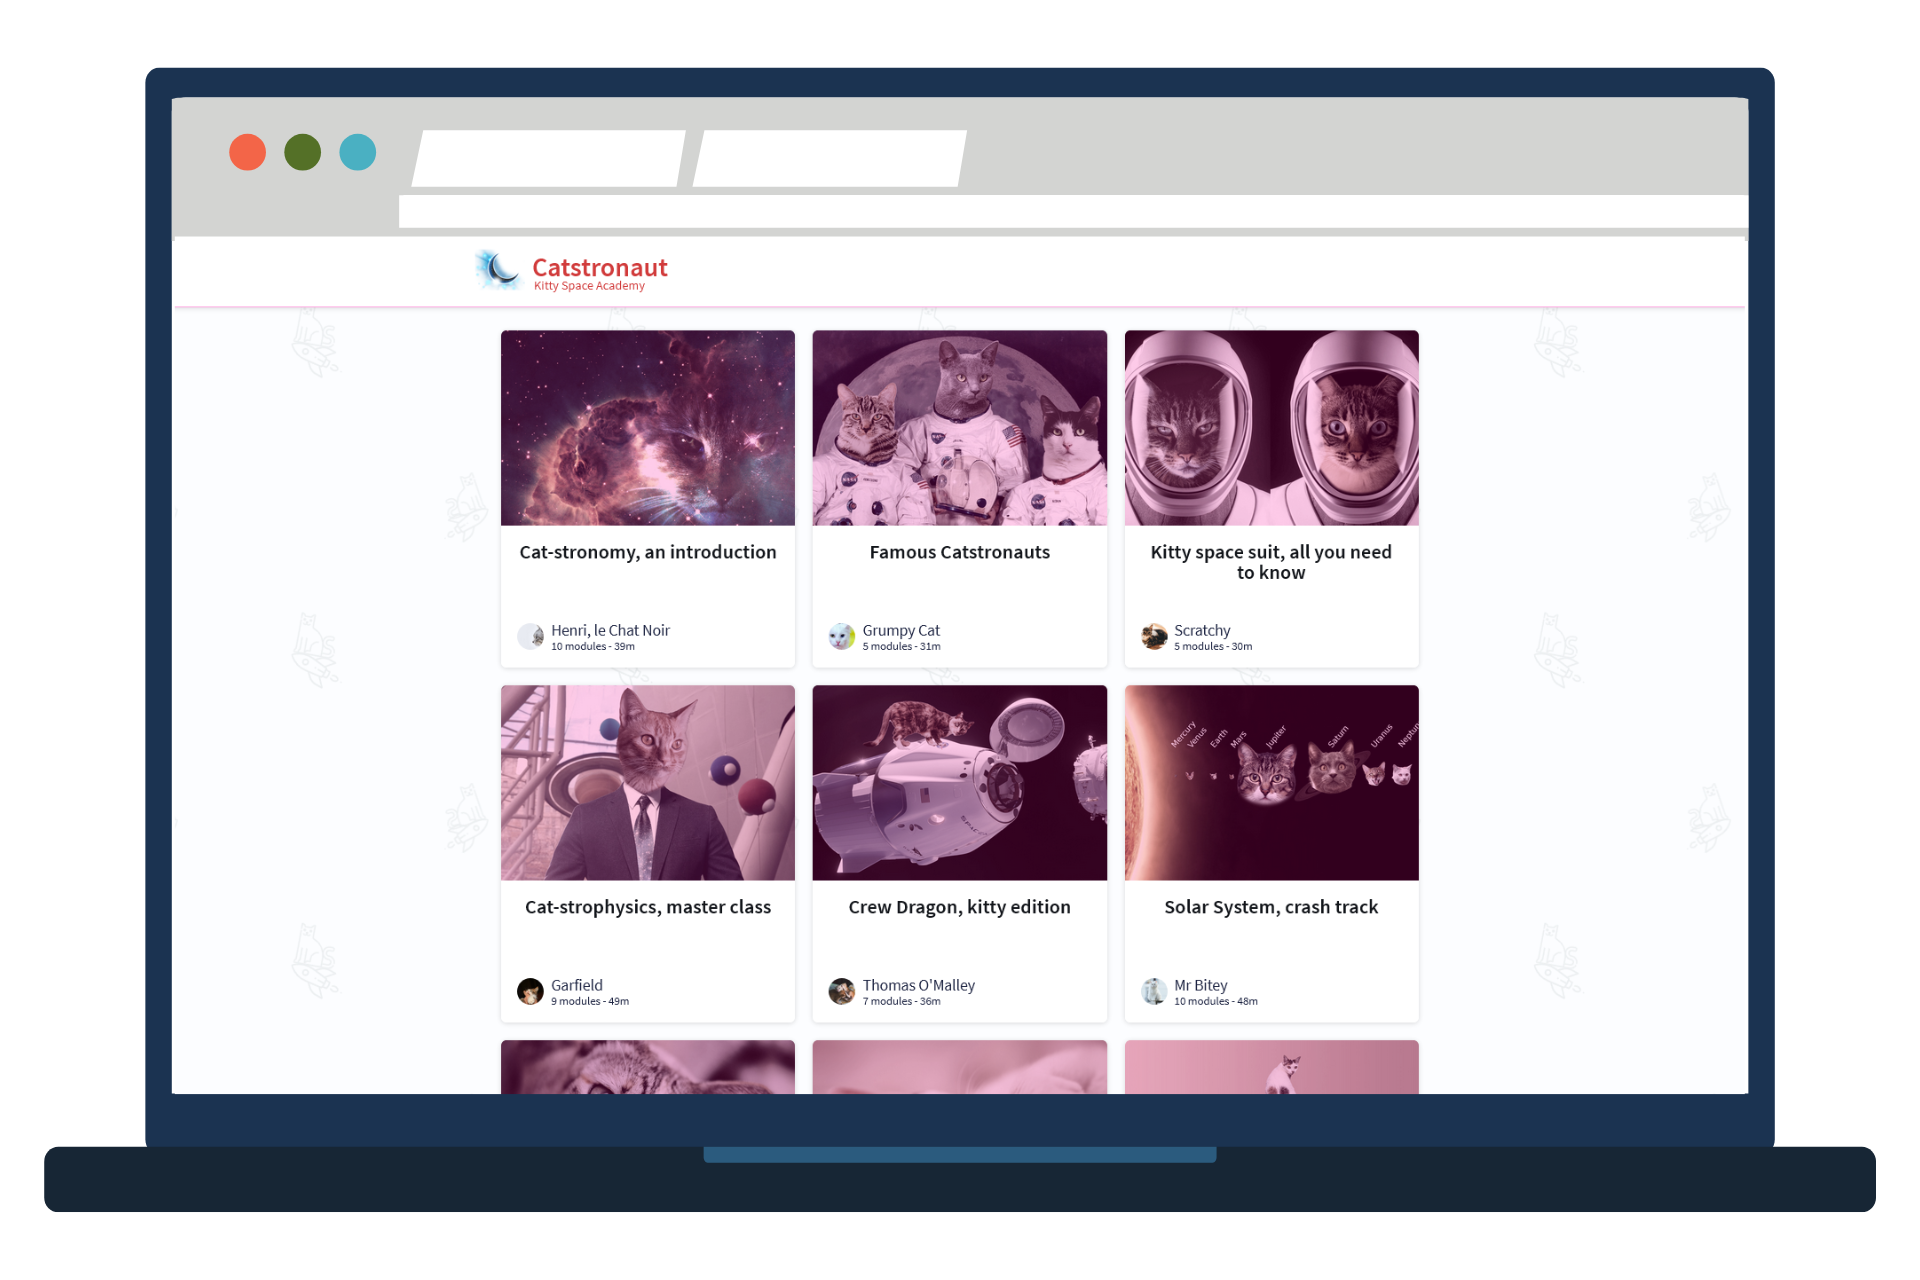 Catstronaut
Kitty Space Academy
Cat-stronomy, an introduction
Henri, le Chat Noir
10 modules - 39m
Famous Catstronauts
Grumpy Cat
5 modules - 31m
Kitty space suit, all you need
to know
Scratchy
5 modules - 30m
Mercury
Venus
Earth
Mars
Jupiter
Saturn
Uranus
Cat-strophysics, master class
Garfield
9 modules - 49m
Crew Dragon, kitty edition
Thomas O'Malley
7 modules - 36m
Solar System, crash track
Mr Bitey
10 modules - 48m